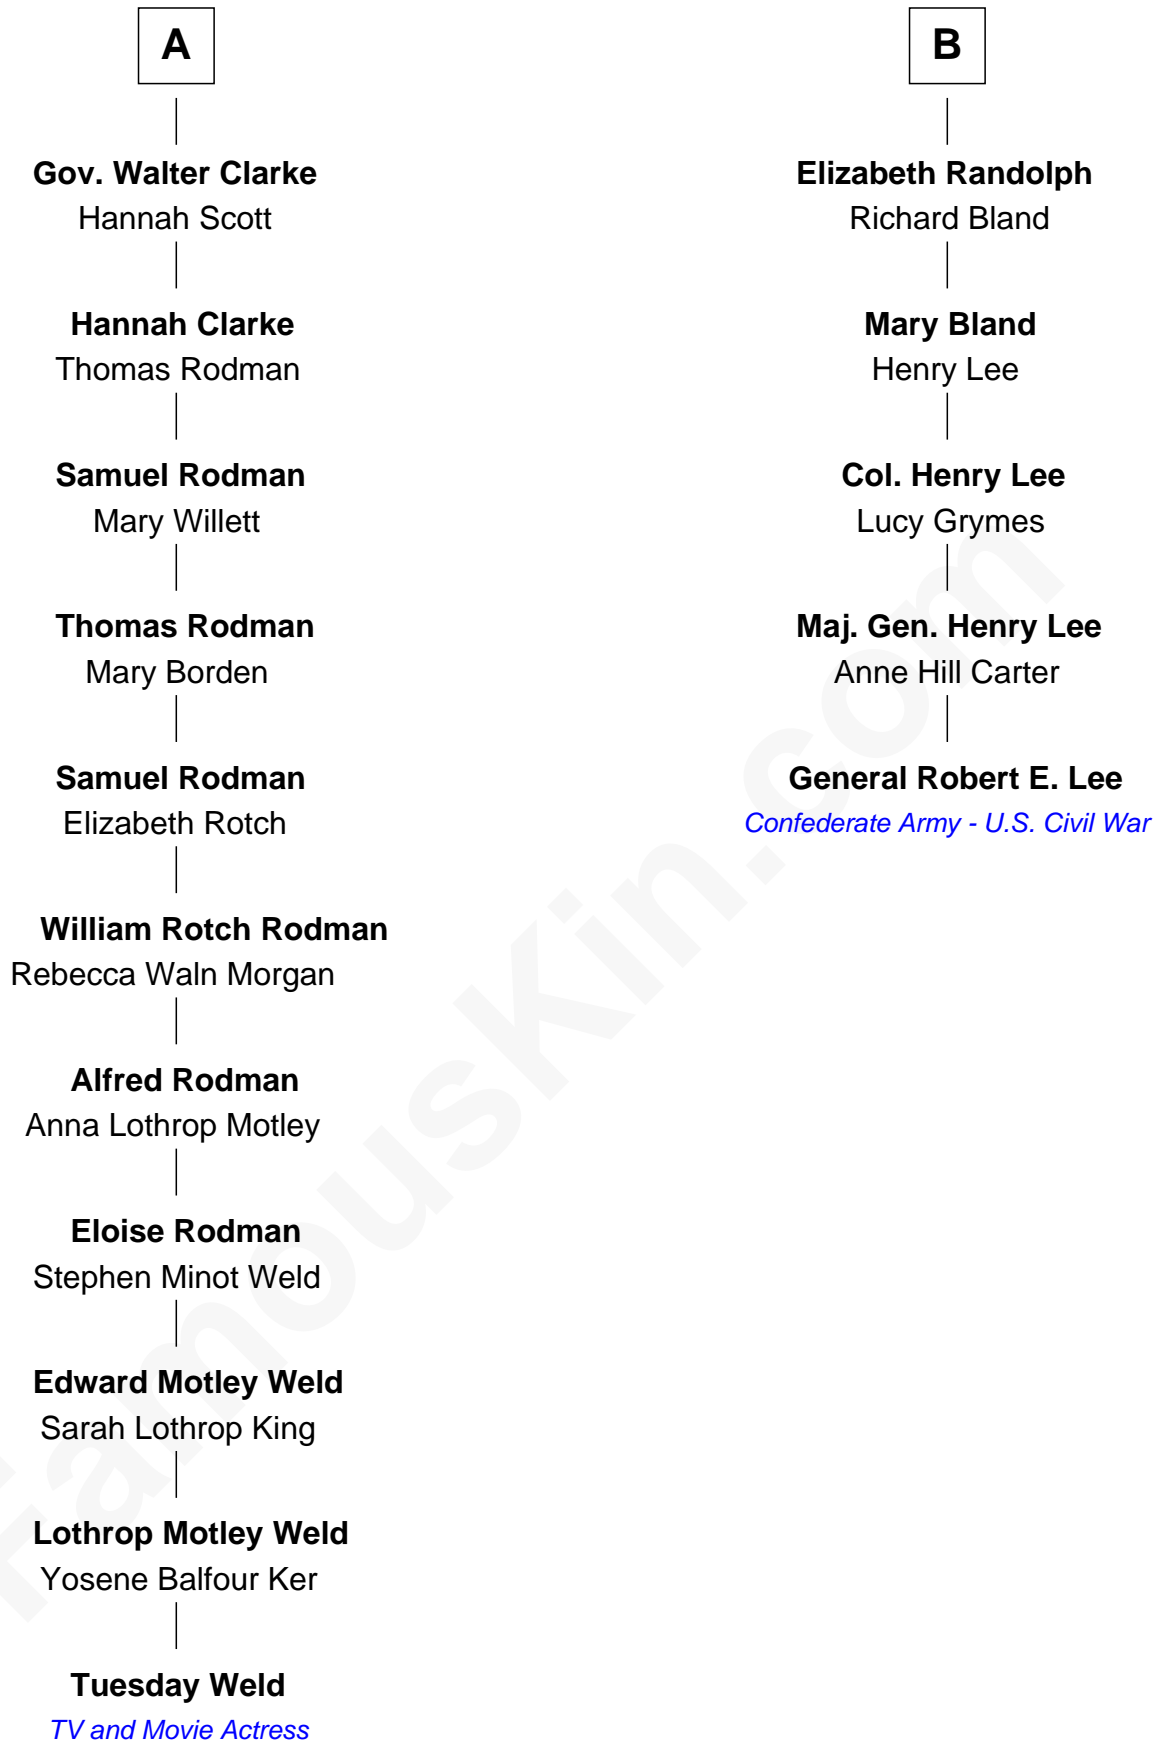 A
Gov. Walter Clarke
Hannah Scott
Hannah Clarke
Thomas Rodman
Samuel Rodman
Mary Willett
Thomas Rodman
Mary Borden
Samuel Rodman
Elizabeth Rotch
William Rotch Rodman
Rebecca Waln Morgan
Alfred Rodman
Anna Lothrop Motley
Eloise Rodman
Stephen Minot Weld
Edward Motley Weld
Sarah Lothrop King
Lothrop Motley Weld
Yosene Balfour Ker
Tuesday Weld
TV and Movie Actress
B
Elizabeth Randolph
Richard Bland
Mary Bland
Henry Lee
Col. Henry Lee
Lucy Grymes
Maj. Gen. Henry Lee
Anne Hill Carter
General Robert E. Lee
Confederate Army - U.S. Civil War
FamousKin.com